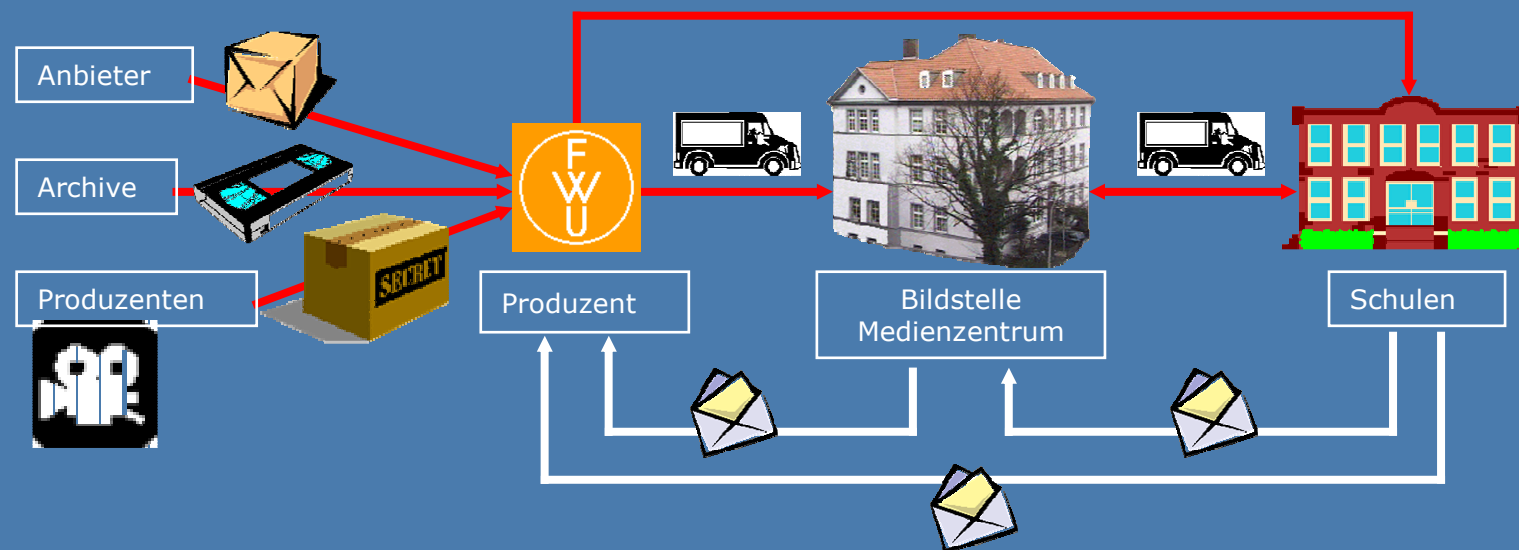 Anbieter
Archive
Produzenten
SECRET
F
W
U
Produzent
Bildstelle
Medienzentrum
Schulen